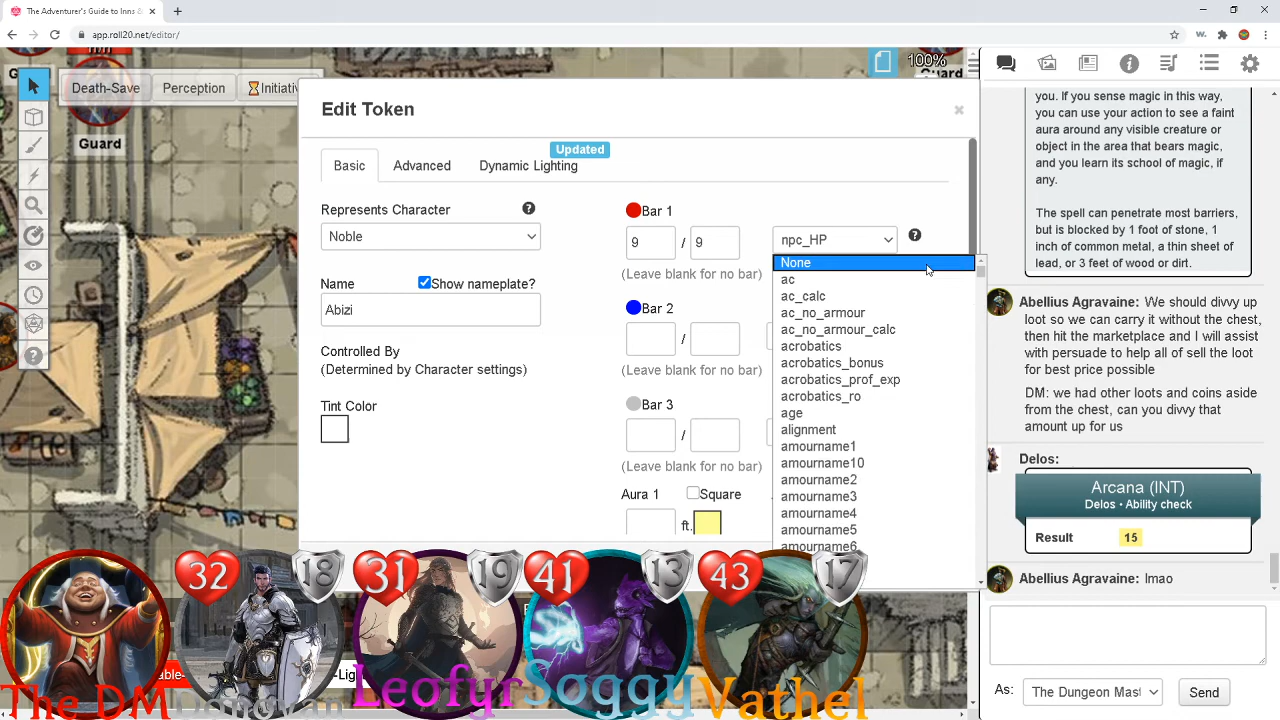 The Adventurer's Guide to Inns &
app.roll20.net/editor/
100%
Guard
Death-Save
Perception
Initiativ
Guard
Edit Token
Updated
Basic
Advanced
Dynamic Lighting
Represents Character
Noble
Name
Show nameplate?
Abizi
Controlled By
(Determined by Character settings)
Tint Color
Bar 1
9 / 9
npc_HP
(Leave blank for no bar)
Bar 2
/
(Leave blank for no bar)
Bar 3
/
(Leave blank for no bar)
Aura 1
Square
ft.
None
ac
ac_calc
ac_no_armour
ac_no_armour_calc
acrobatics
acrobatics_bonus
acrobatics_prof_exp
acrobatics_ro
age
alignment
amourname1
amourname10
amourname2
amourname3
amourname4
amourname5
amourname6
you. If you sense magic in this way,
you can use your action to see a faint
aura around any visible creature or
object in the area that bears magic,
and you learn its school of magic, if
any.
The spell can penetrate most barriers,
but is blocked by 1 foot of stone, 1
inch of common metal, a thin sheet of
lead, or 3 feet of wood or dirt.
Abellius Agravaine: We should divvy up
loot so we can carry it without the chest,
then hit the marketplace and I will assist
with persuade to help all of sell the loot
for best price possible
DM: we had other loots and coins aside
from the chest, can you divvy that
amount up for us
Delos:
Arcana (INT)
Delos • Ability check
Result 15
Abellius Agravaine: lmao
As:
The Dungeon Mast
Send
32
18
31
19
41
13
43
17
The DM
Donovan
Leofyr
Soggy
Vathel